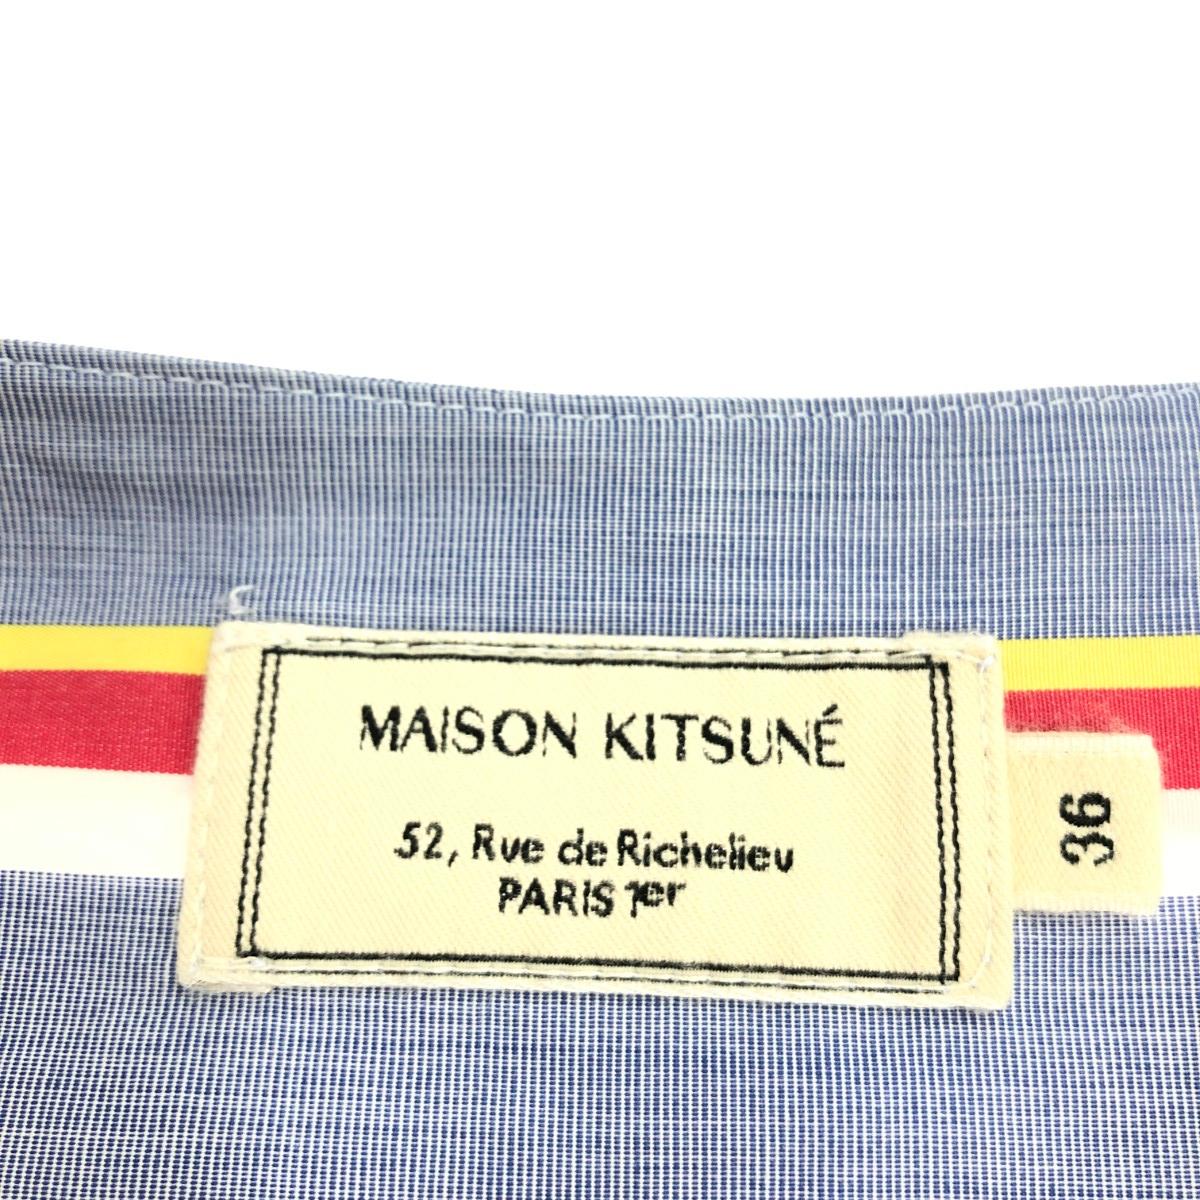 MAISON KITSUNÉ
52, Rue de Richelieu
PARIS 1er
36